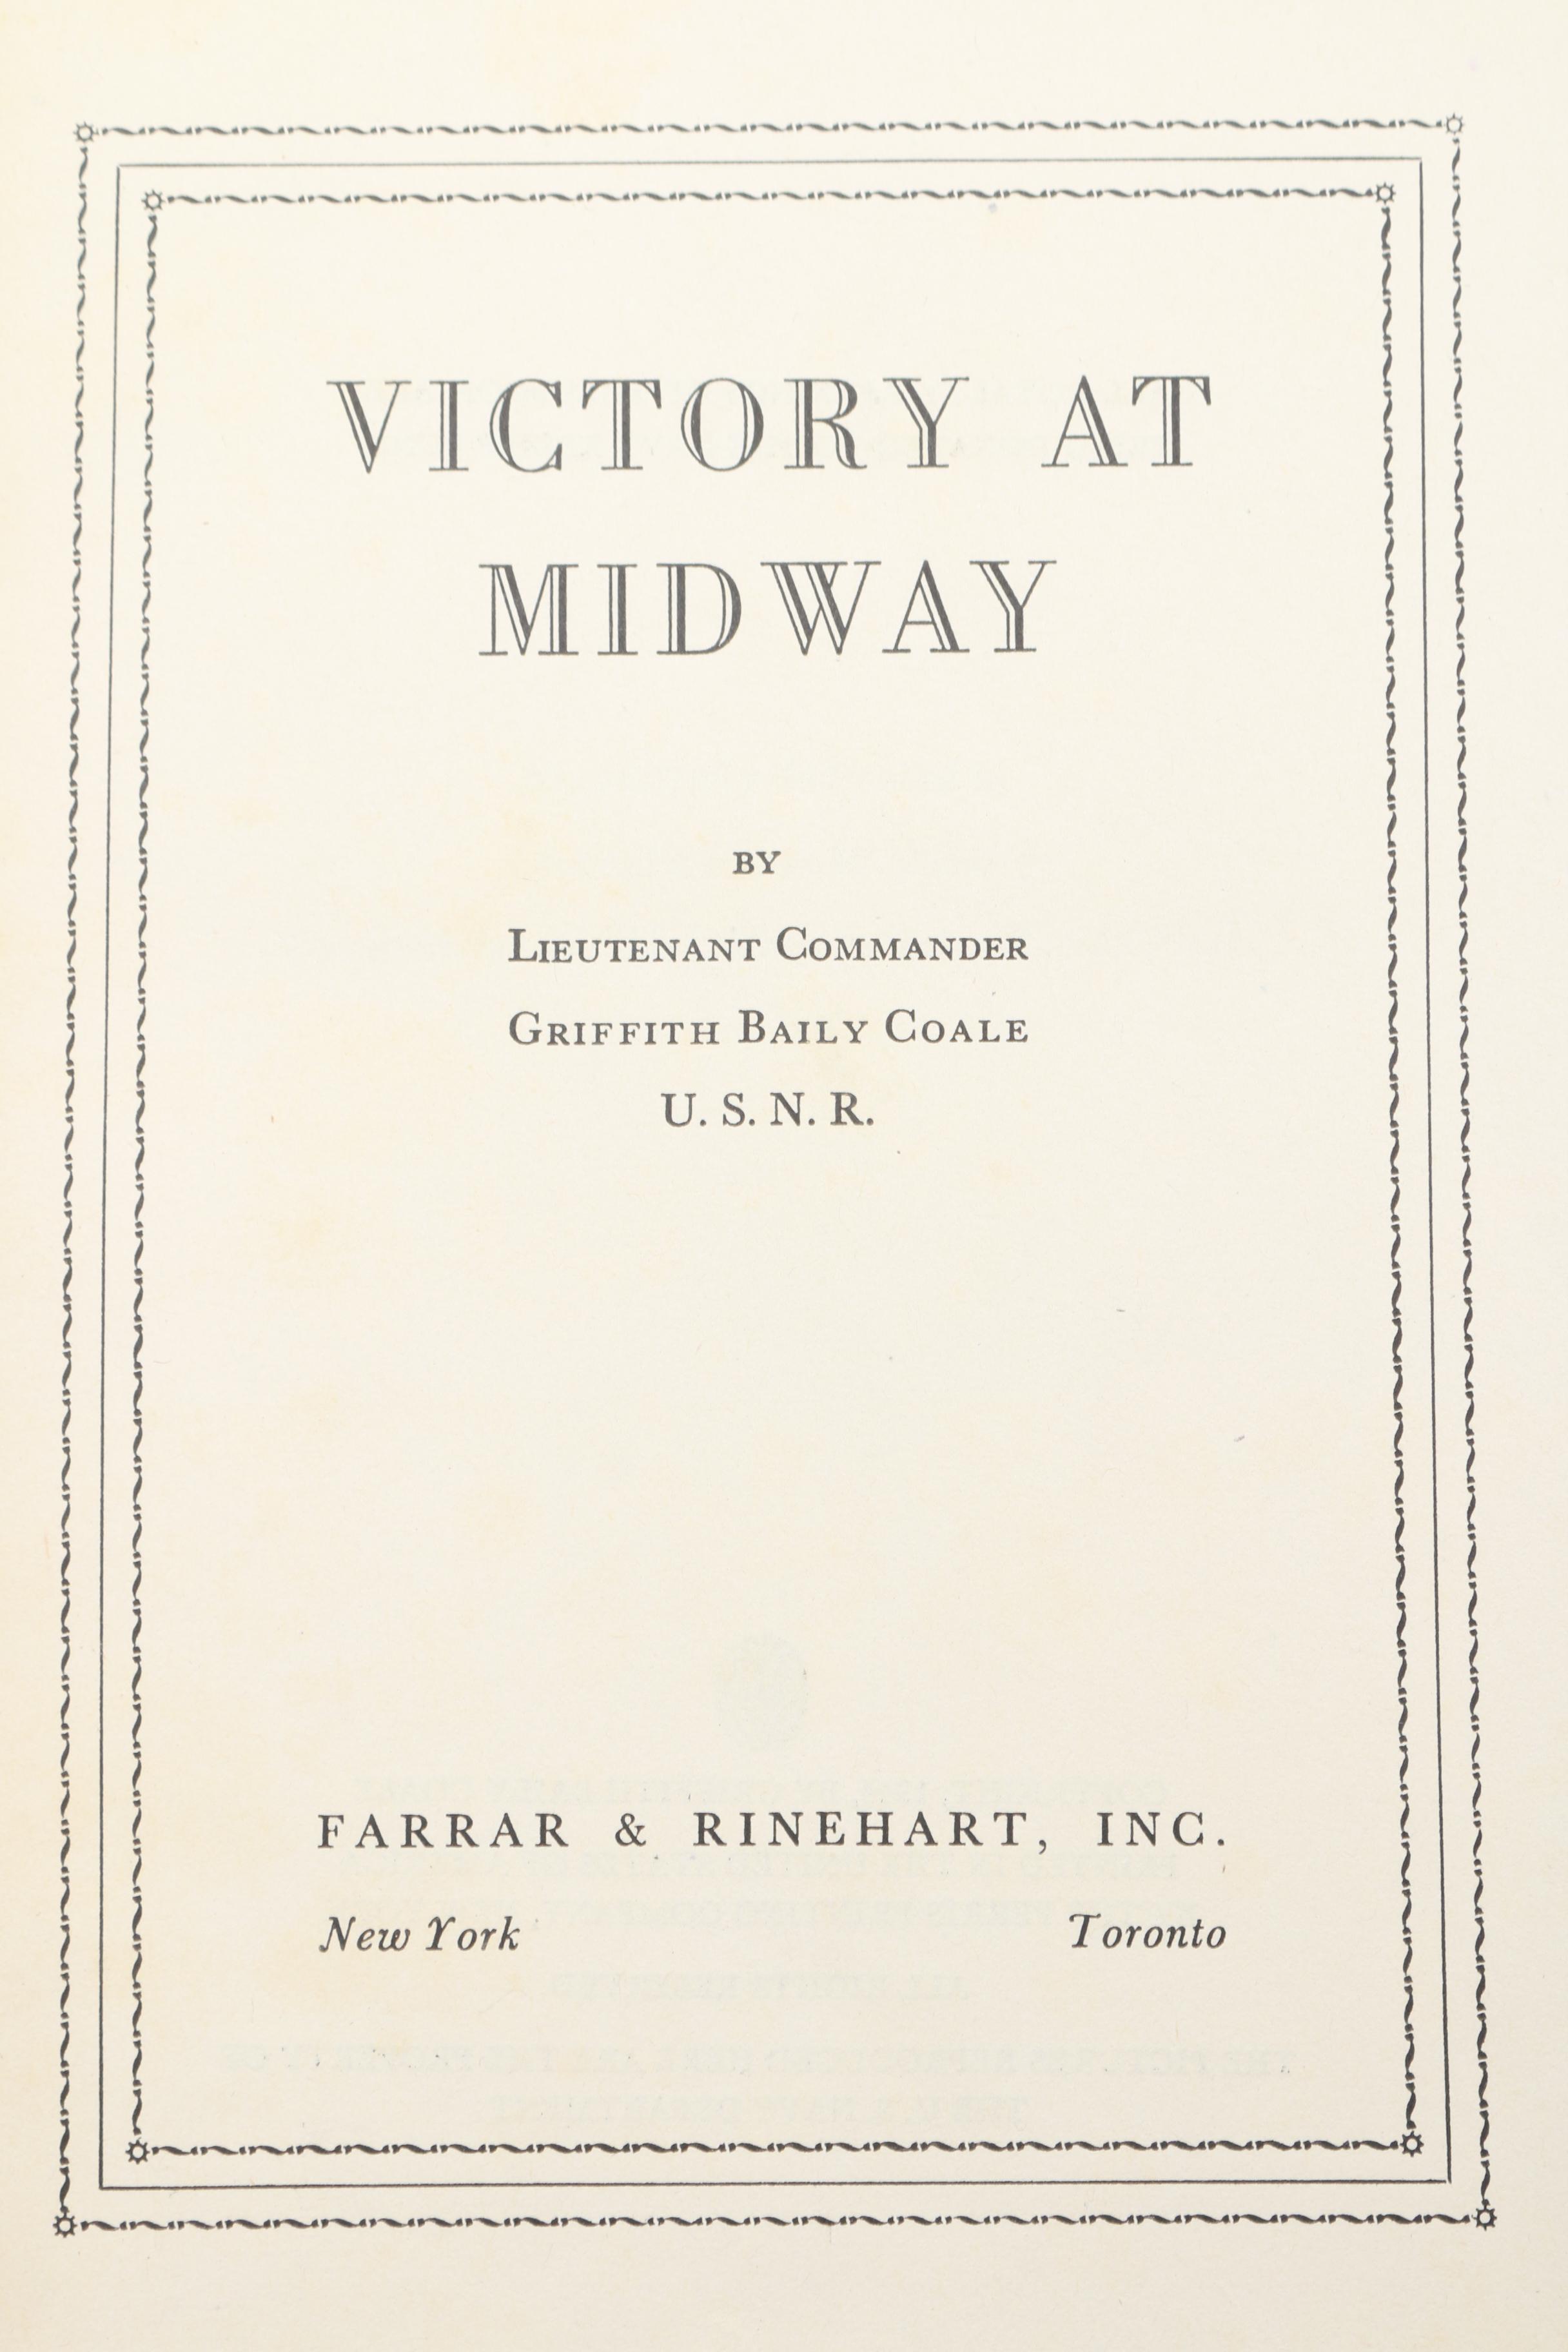 VICTORY AT
MIDWAY
BY
LIEUTENANT COMMANDER
GRIFFITH BAILY COALE
U. S. N. R.
FARRAR & RINEHART, INC.
New York Toronto